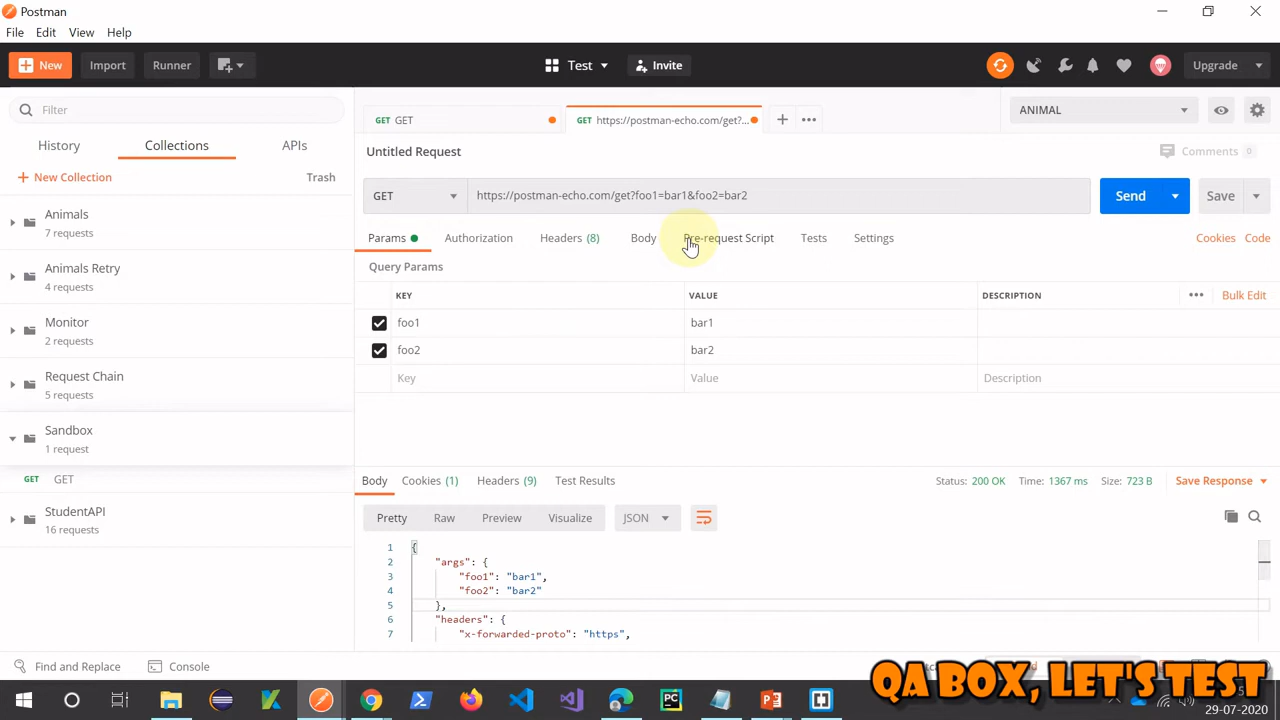 Postman
File Edit View Help
New Import Runner Test Invite Upgrade
Filter
History Collections APIs
New Collection Trash
Animals
7 requests
Animals Retry
4 requests
Monitor
2 requests
Request Chain
5 requests
Sandbox
1 request
GET GET
StudentAPI
16 requests
GET GET GET https://postman-echo.com/get?... ANIMAL
Untitled Request Comments 0
GET https://postman-echo.com/get?foo1=bar1&foo2=bar2 Send Save
Params Authorization Headers (8) Body Pre-request Script Tests Settings Cookies Code
Query Params
KEY VALUE DESCRIPTION Bulk Edit
foo1 bar1
foo2 bar2
Key Value Description
Body Cookies (1) Headers (9) Test Results Status: 200 OK Time: 1367 ms Size: 723 B Save Response
Pretty Raw Preview Visualize JSON
1 {
2 "args": {
3 "foo1": "bar1",
4 "foo2": "bar2"
5 },
6 "headers": {
7 "x-forwarded-proto": "https",
Find and Replace Console
QA BOX, LET'S TEST
29-07-2020